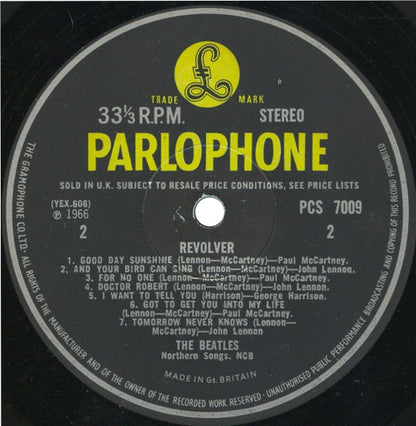 TRADE MARK
33⅓ R.P.M. STEREO
PARLOPHONE
SOLD IN U.K. SUBJECT TO RESALE PRICE CONDITIONS, SEE PRICE LISTS
(YEX.606) PCS 7009
℗ 1966
2 2
REVOLVER
1. GOOD DAY SUNSHINE (Lennon—McCartney)—Paul McCartney.
2. AND YOUR BIRD CAN SING (Lennon—McCartney)—John Lennon.
3. FOR NO ONE (Lennon—McCartney)—Paul McCartney.
4. DOCTOR ROBERT (Lennon—McCartney)—John Lennon.
5. I WANT TO TELL YOU (Harrison)—George Harrison.
6. GOT TO GET YOU INTO MY LIFE
(Lennon—McCartney)—Paul McCartney.
7. TOMORROW NEVER KNOWS (Lennon—
McCartney)—John Lennon
THE BEATLES
Northern Songs, NCB
MADE IN Gt. BRITAIN
THE GRAMOPHONE CO. LTD. ALL RIGHTS OF THE MANUFACTURER AND OF THE OWNER OF THE RECORDED WORK RESERVED · UNAUTHORISED PUBLIC PERFORMANCE BROADCASTING AND COPYING OF THIS RECORD PROHIBITED